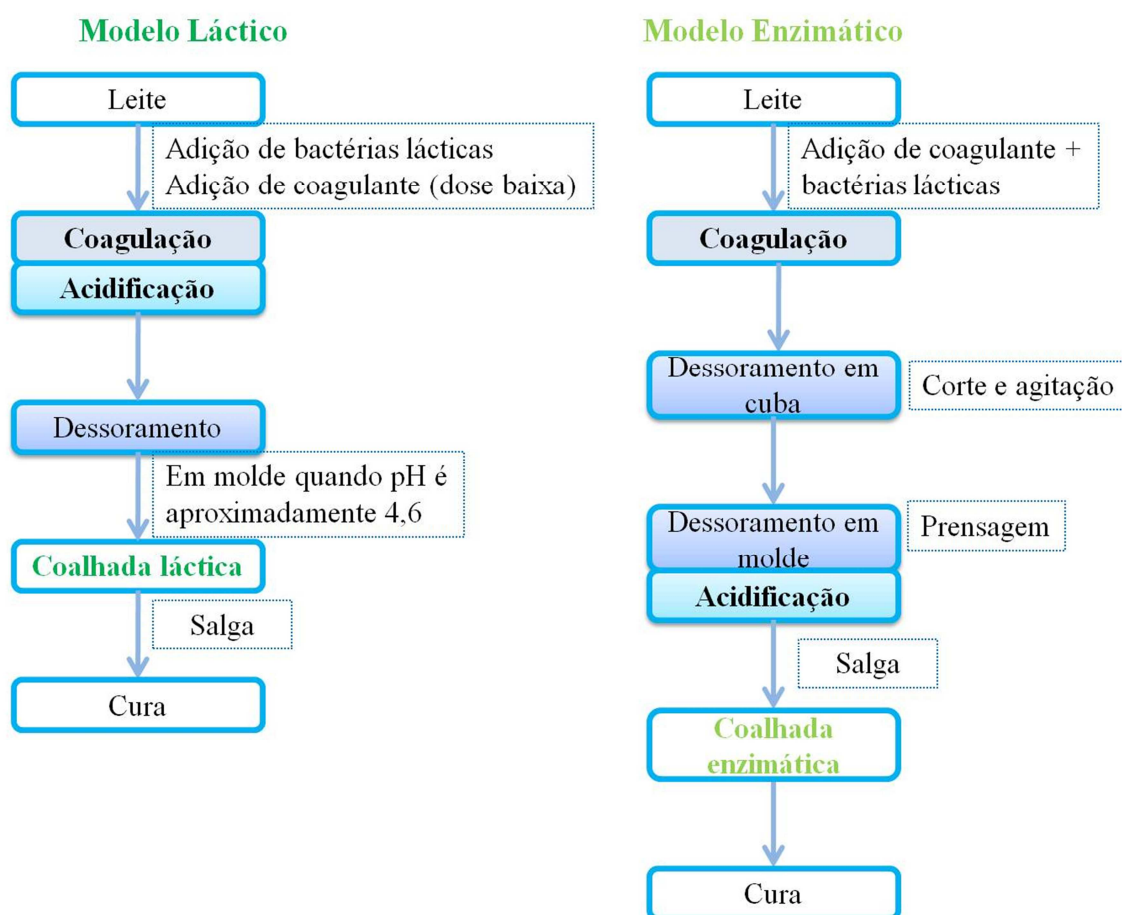 Modelo Láctico
Leite
Adição de bactérias lácticas
Adição de coagulante (dose baixa)
Coagulação
Acidificação
Dessoramento
Em molde quando pH é
aproximadamente 4,6
Coalhada láctica
Salga
Cura
Modelo Enzimático
Leite
Adição de coagulante +
bactérias lácticas
Coagulação
Dessoramento em
cuba
Corte e agitação
Dessoramento em
molde
Prensagem
Acidificação
Salga
Coalhada
enzimática
Cura